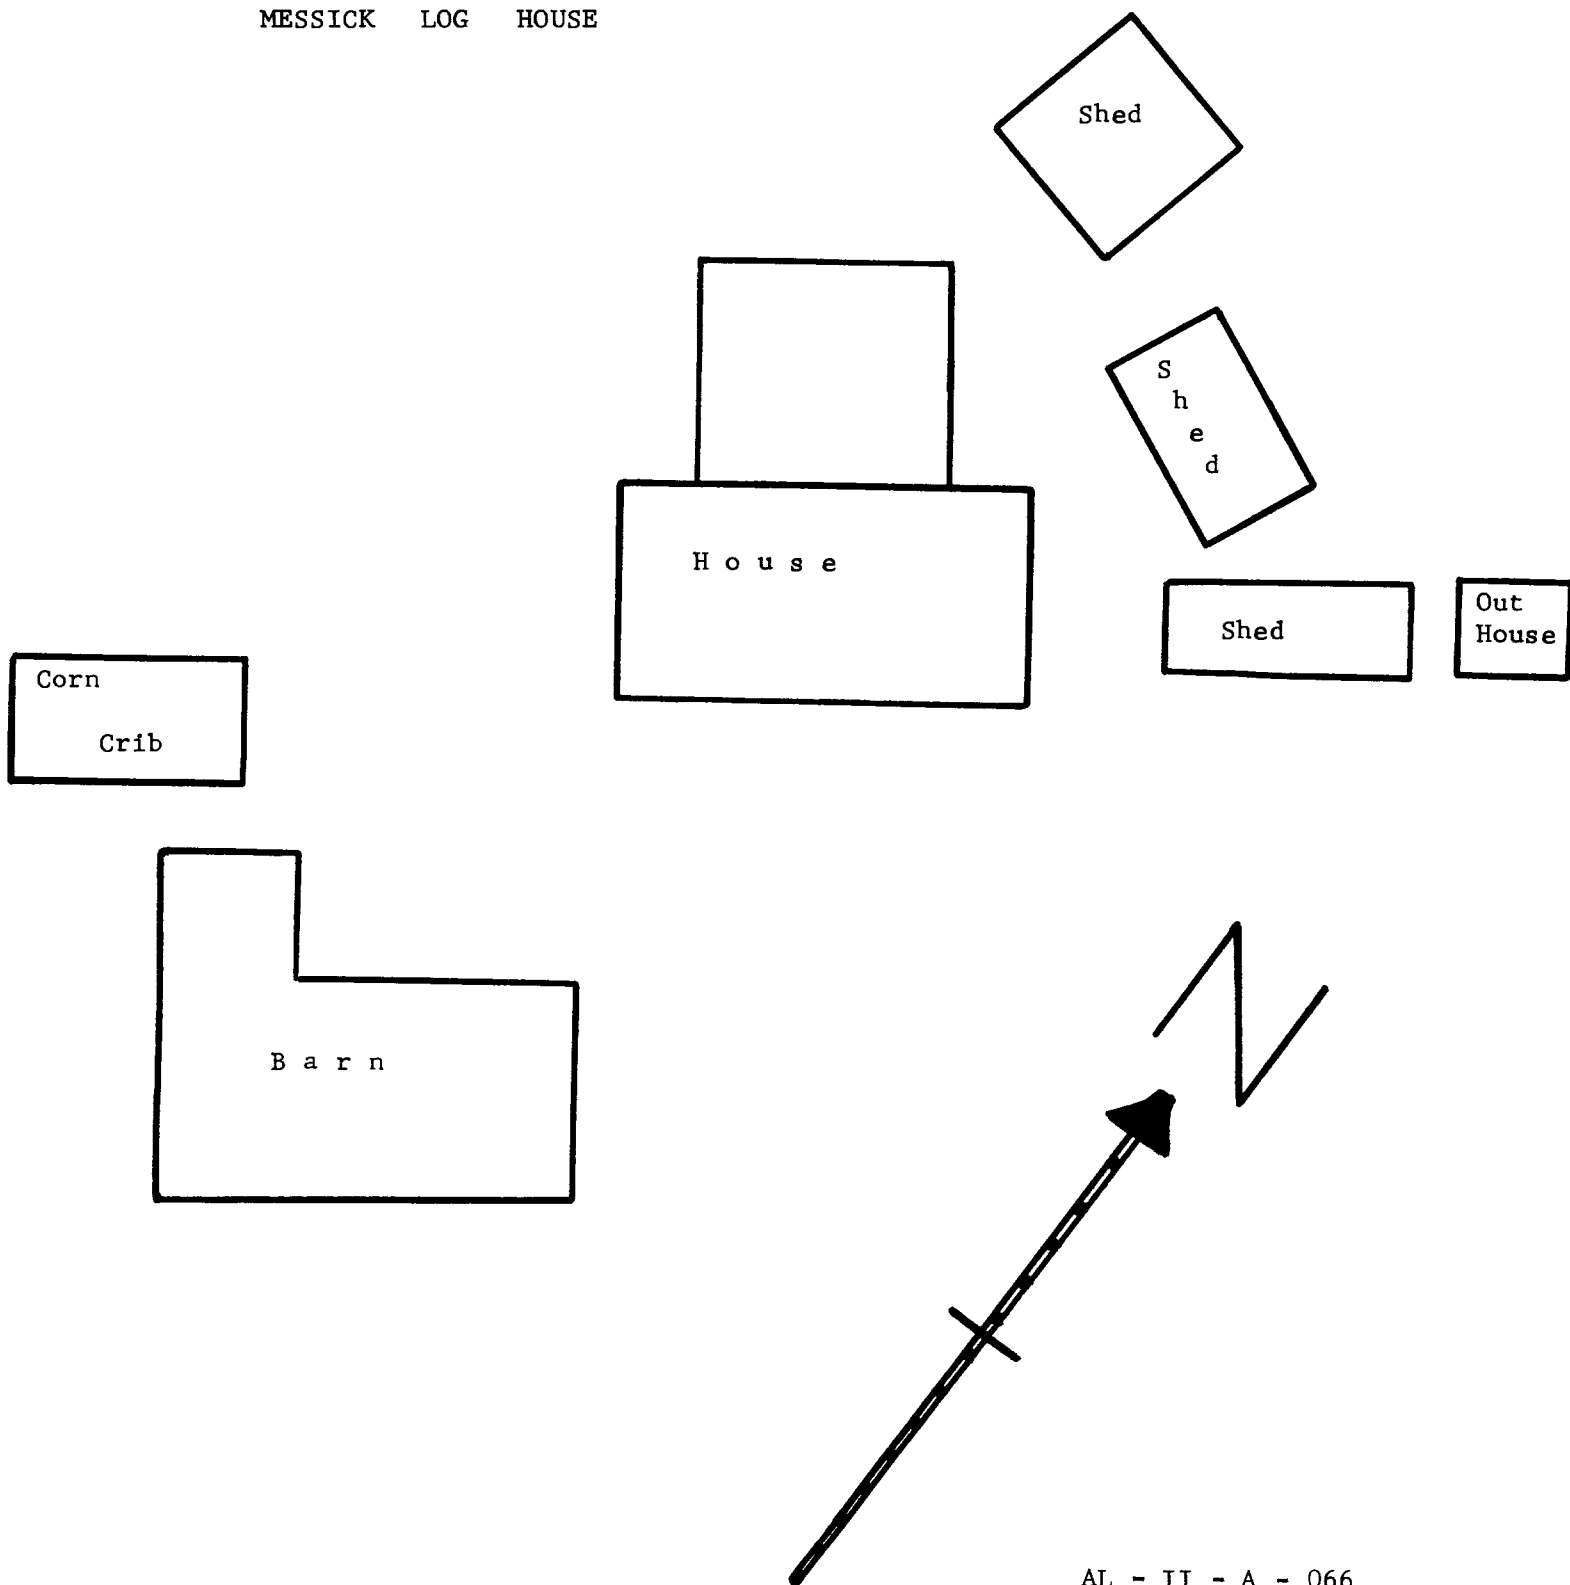 MESSICK LOG HOUSE
Shed
S
h
e
d
House
Shed
Out
House
Corn
Crib
Barn
N
AL - II - A - 066